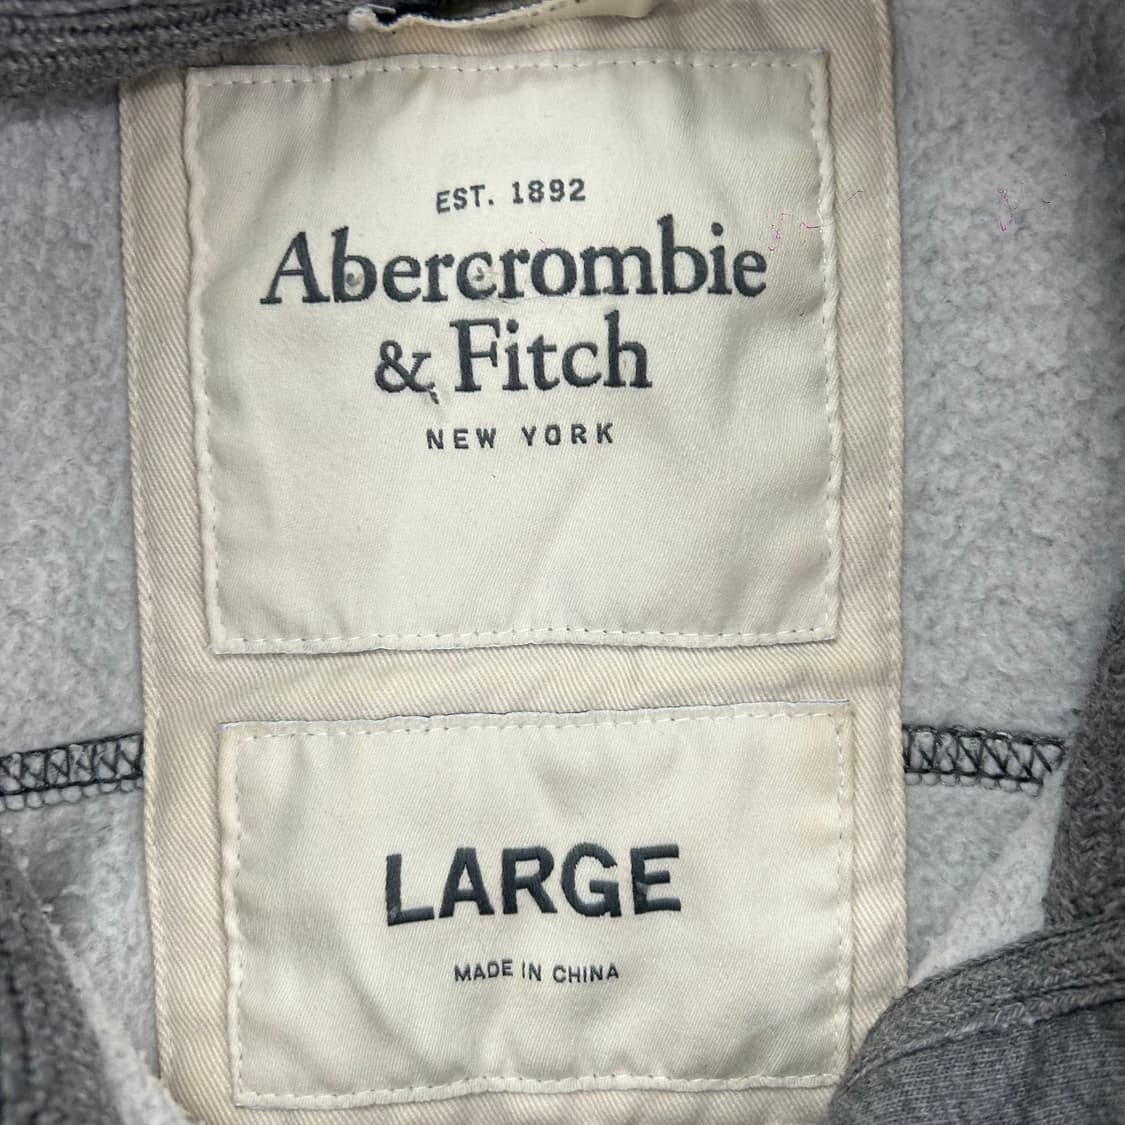 EST. 1892
Abercrombie
& Fitch
NEW YORK
LARGE
MADE IN CHINA